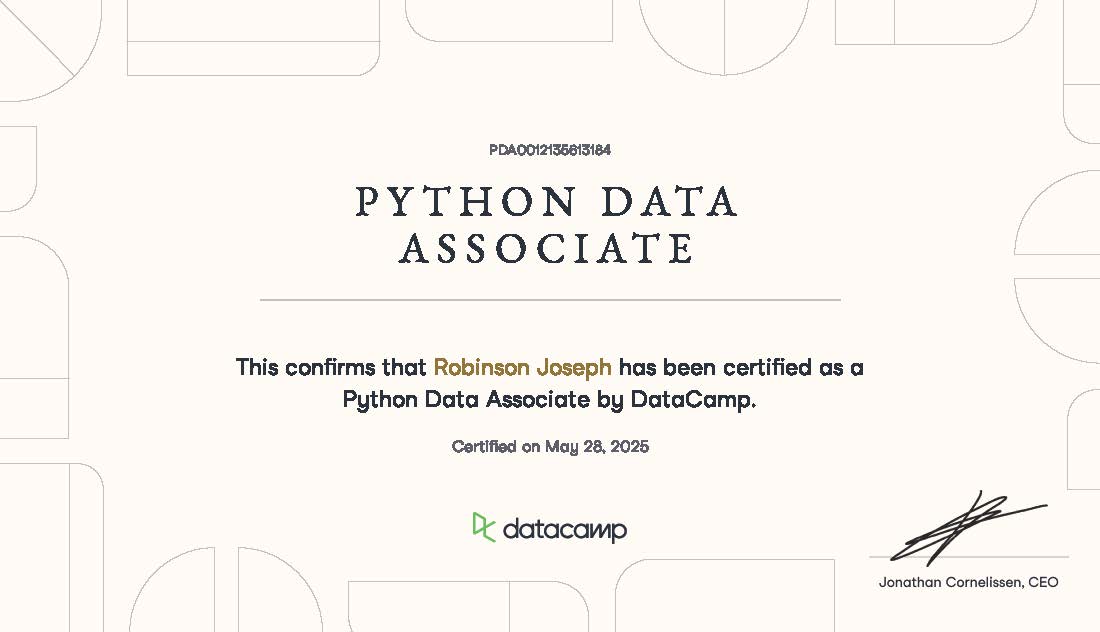 PDA0012135613184
PYTHON DATA
ASSOCIATE
This confirms that Robinson Joseph has been certified as a
Python Data Associate by DataCamp.
Certified on May 28, 2025
datacamp
Jonathan Cornelissen, CEO